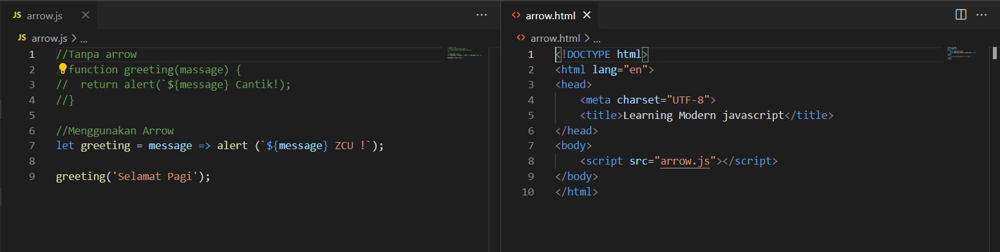 JS arrow.js
JS arrow.js > ...
1 //Tanpa arrow
2 /function greeting(massage) {
3 //  return alert(`${message} Cantik!);
4 //}
5
6 //Menggunakan Arrow
7 let greeting = message => alert (`${message} ZCU !`);
8
9 greeting('Selamat Pagi');
<> arrow.html
<> arrow.html > ...
1 <!DOCTYPE html>
2 <html lang="en">
3 <head>
4     <meta charset="UTF-8">
5     <title>Learning Modern javascript</title>
6 </head>
7 <body>
8     <script src="arrow.js"></script>
9 </body>
10 </html>